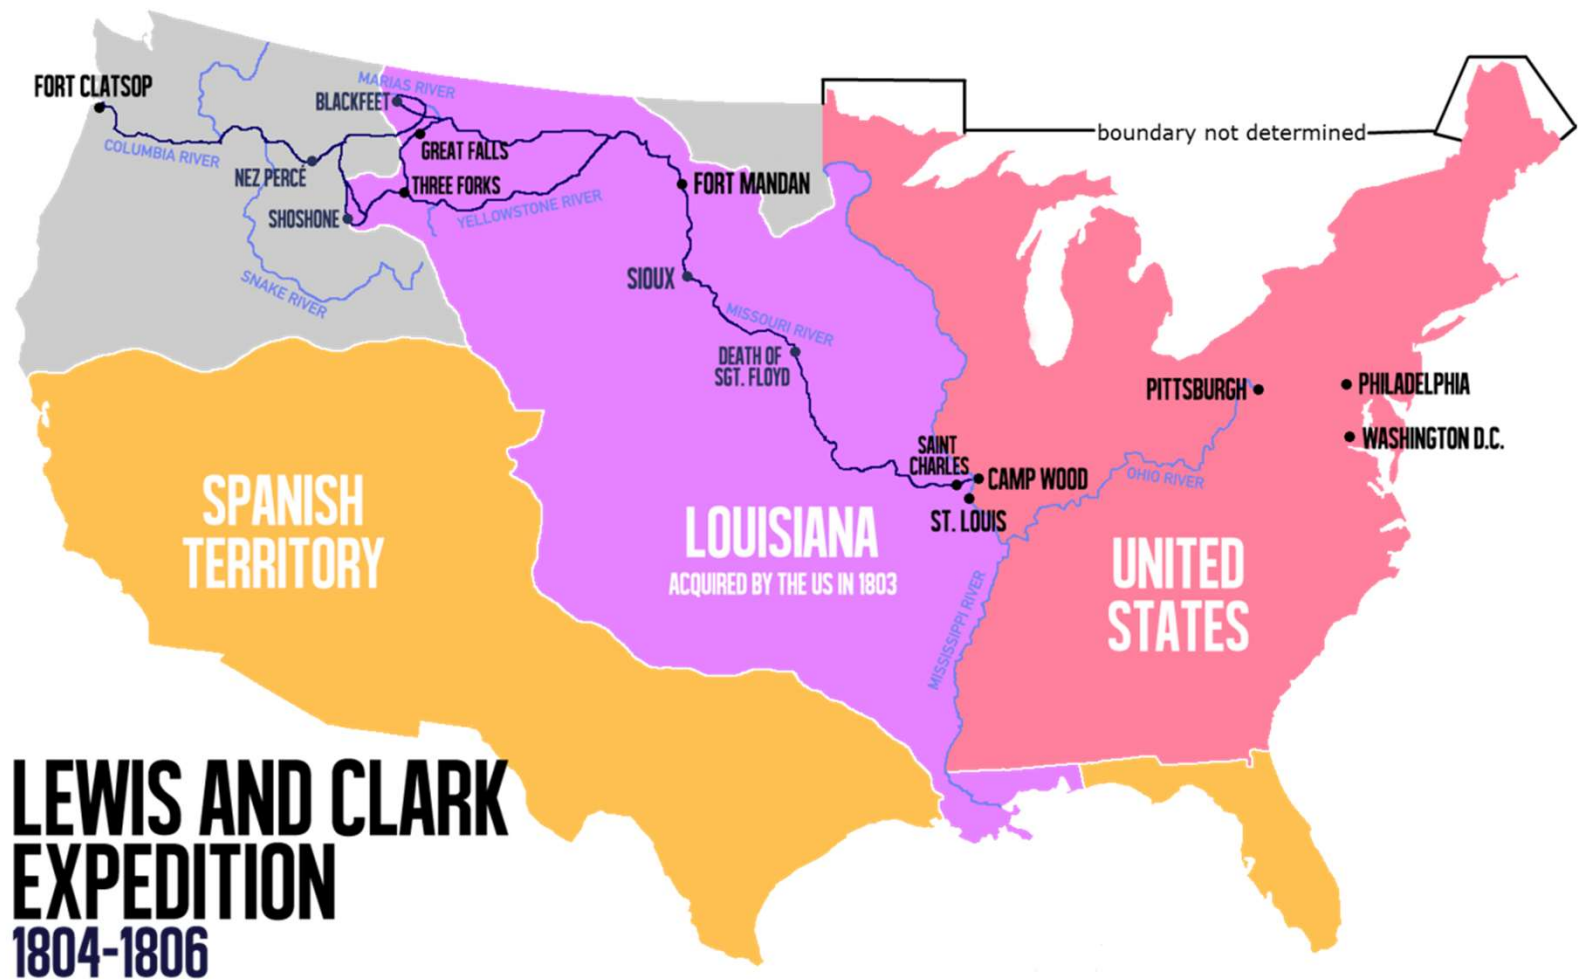 FORT CLATSOP
MARIAS RIVER
BLACKFEET
COLUMBIA RIVER
GREAT FALLS
NEZ PERCÉ
THREE FORKS
SHOSHONE
YELLOWSTONE RIVER
FORT MANDAN
boundary not determined
SNAKE RIVER
SIOUX
MISSOURI RIVER
DEATH OF
SGT. FLOYD
PITTSBURGH
PHILADELPHIA
WASHINGTON D.C.
SAINT
CHARLES
CAMP WOOD
OHIO RIVER
ST. LOUIS
SPANISH
TERRITORY
LOUISIANA
ACQUIRED BY THE US IN 1803
MISSISSIPPI RIVER
UNITED
STATES
LEWIS AND CLARK
EXPEDITION
1804-1806